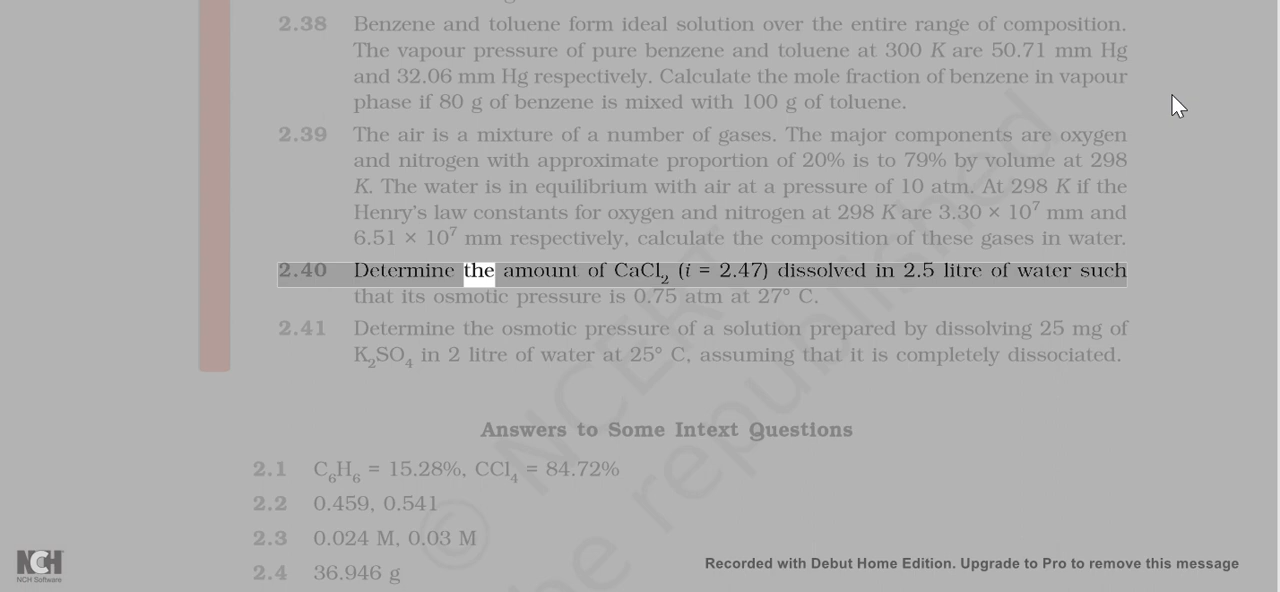 2.38 Benzene and toluene form ideal solution over the entire range of composition.
The vapour pressure of pure benzene and toluene at 300 K are 50.71 mm Hg
and 32.06 mm Hg respectively. Calculate the mole fraction of benzene in vapour
phase if 80 g of benzene is mixed with 100 g of toluene.
2.39 The air is a mixture of a number of gases. The major components are oxygen
and nitrogen with approximate proportion of 20% is to 79% by volume at 298
K. The water is in equilibrium with air at a pressure of 10 atm. At 298 K if the
Henry's law constants for oxygen and nitrogen at 298 K are 3.30 × 10⁷ mm and
6.51 × 10⁷ mm respectively, calculate the composition of these gases in water.
2.40 Determine the amount of CaCl₂ (i = 2.47) dissolved in 2.5 litre of water such
that its osmotic pressure is 0.75 atm at 27° C.
2.41 Determine the osmotic pressure of a solution prepared by dissolving 25 mg of
K₂SO₄ in 2 litre of water at 25° C, assuming that it is completely dissociated.
Answers to Some Intext Questions
2.1 C₆H₆ = 15.28%, CCl₄ = 84.72%
2.2 0.459, 0.541
2.3 0.024 M, 0.03 M
2.4 36.946 g
© NCERT
be republished
NCH
NCH Software
Recorded with Debut Home Edition. Upgrade to Pro to remove this message